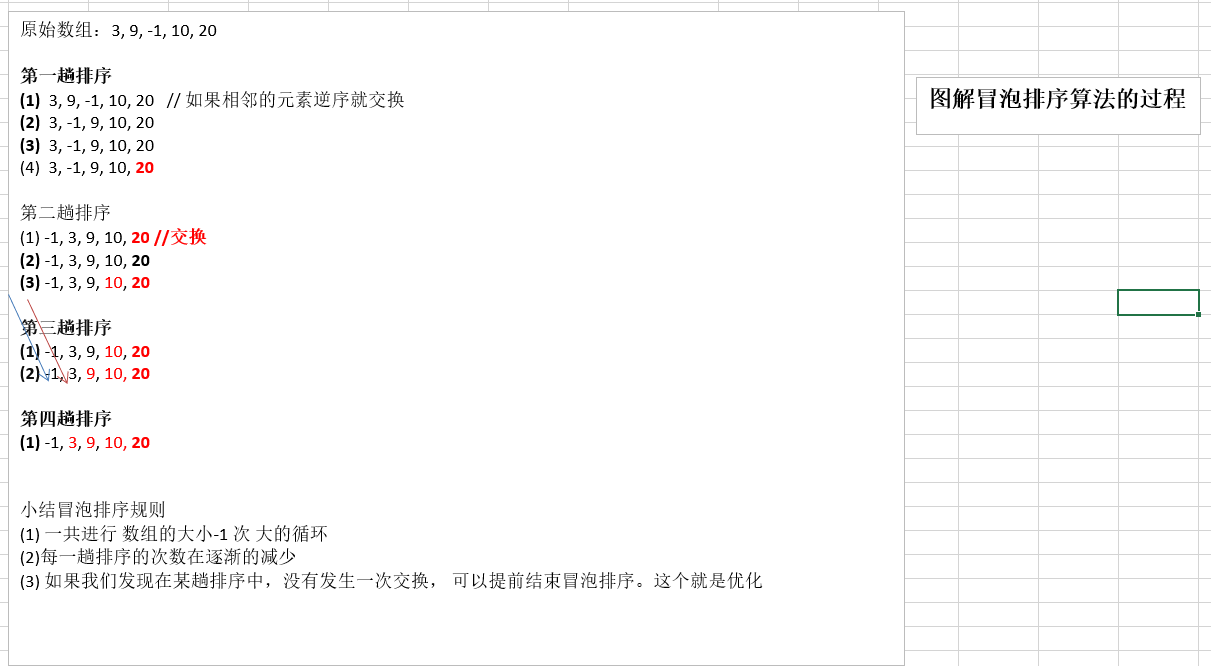 原始数组：3, 9, -1, 10, 20
第一趟排序
(1) 3, 9, -1, 10, 20 // 如果相邻的元素逆序就交换
(2) 3, -1, 9, 10, 20
(3) 3, -1, 9, 10, 20
(4) 3, -1, 9, 10, 20
第二趟排序
(1) -1, 3, 9, 10, 20 //交换
(2) -1, 3, 9, 10, 20
(3) -1, 3, 9, 10, 20
第三趟排序
(1) -1, 3, 9, 10, 20
(2) -1, 3, 9, 10, 20
第四趟排序
(1) -1, 3, 9, 10, 20
小结冒泡排序规则
(1) 一共进行 数组的大小-1 次 大的循环
(2)每一趟排序的次数在逐渐的减少
(3) 如果我们发现在某趟排序中，没有发生一次交换， 可以提前结束冒泡排序。这个就是优化
图解冒泡排序算法的过程